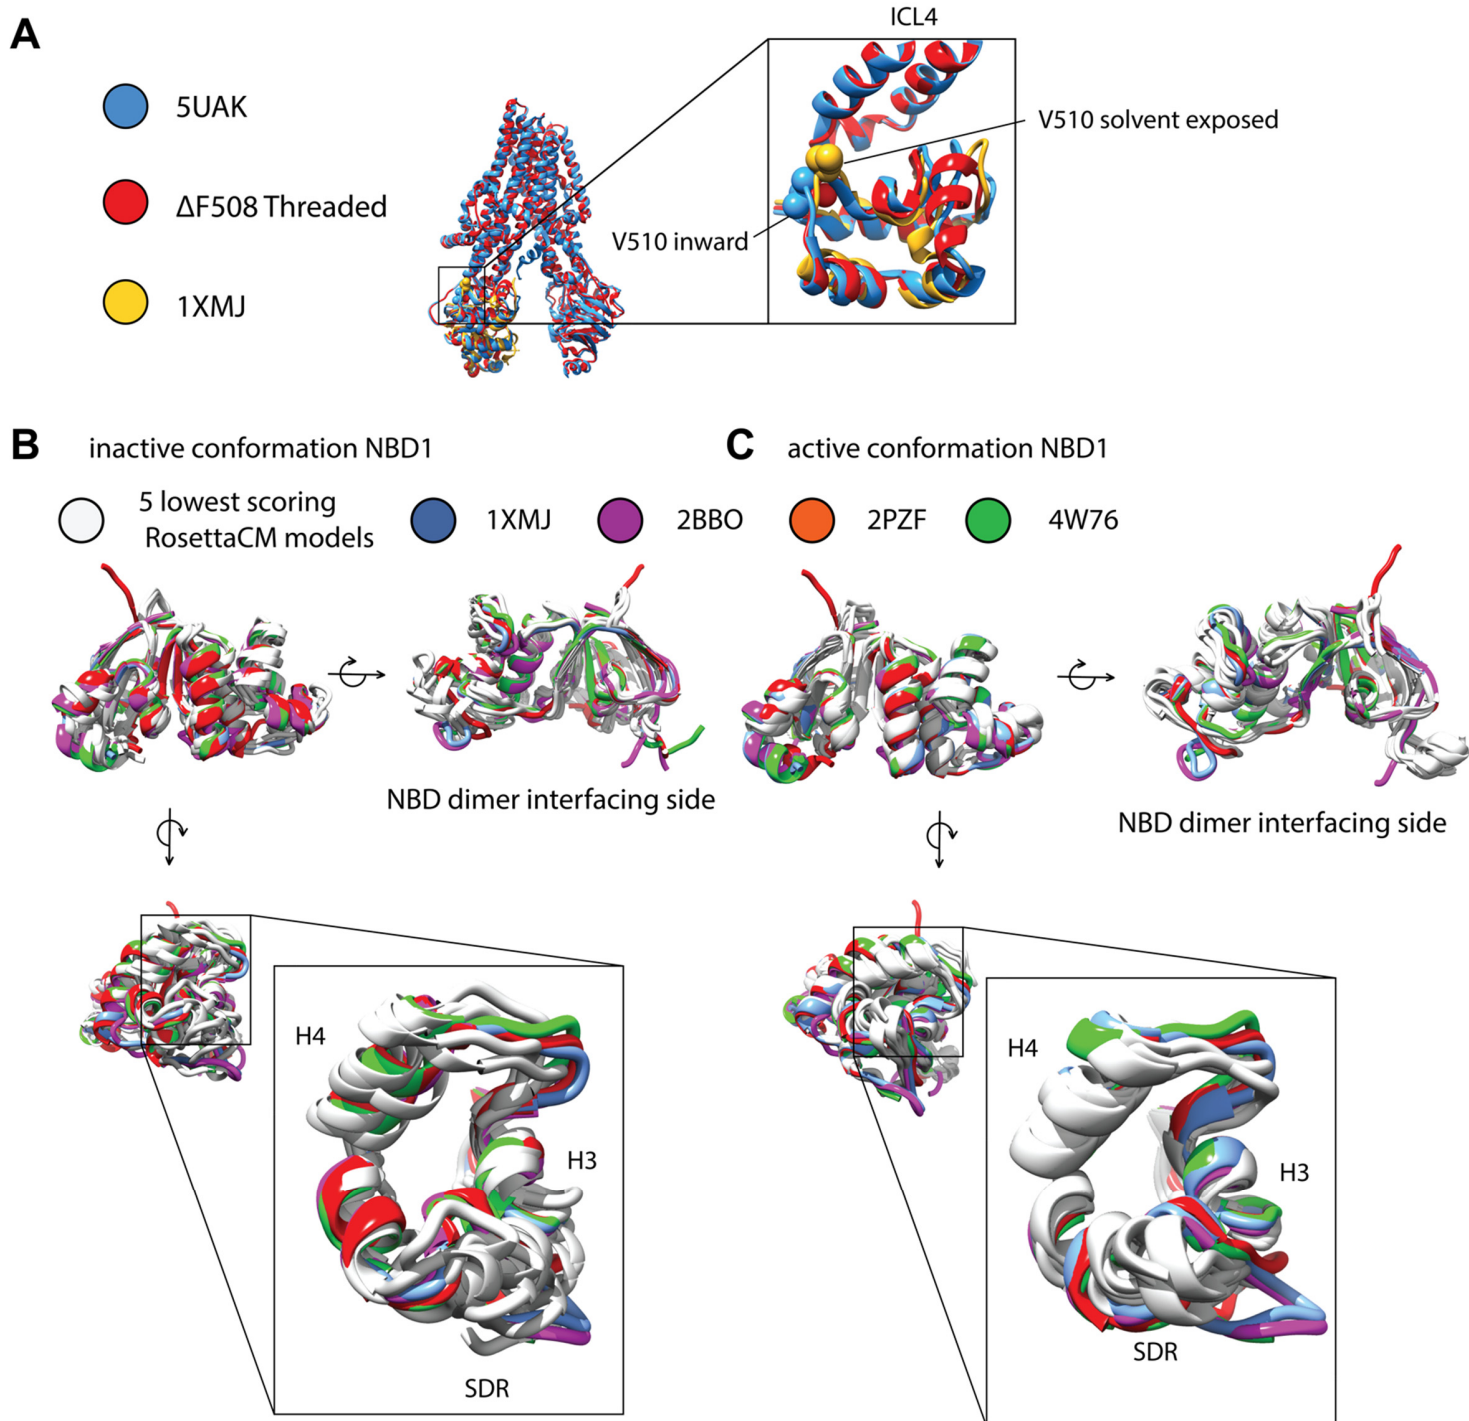 A
ICL4
5UAK
V510 solvent exposed
ΔF508 Threaded
V510 inward
1XMJ
B inactive conformation NBD1
C active conformation NBD1
5 lowest scoring
RosettaCM models
1XMJ
2BBO
2PZF
4W76
NBD dimer interfacing side
NBD dimer interfacing side
H4
H3
SDR
H4
H3
SDR